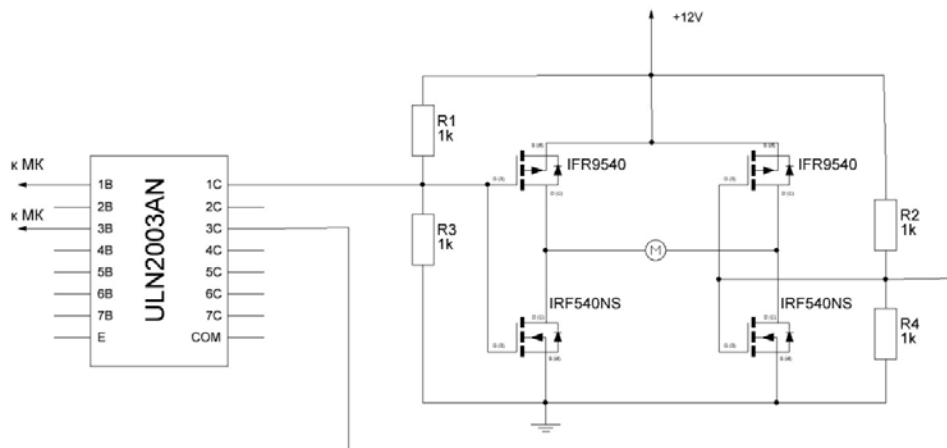 +12V
R1
1k
IFR9540
IFR9540
к МК
1B
1C
2B
2C
к МК
3B
3C
4B
4C
5B
5C
6B
6C
7B
7C
E
COM
ULN2003AN
R3
1k
R2
1k
M
IRF540NS
IRF540NS
R4
1k